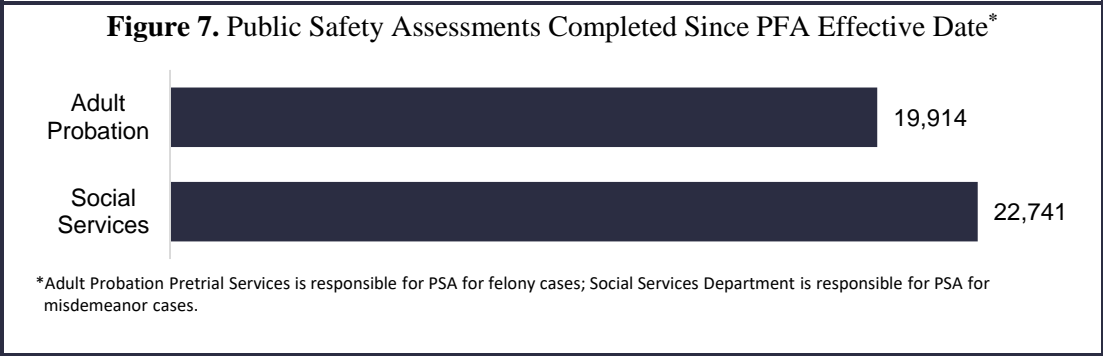 Figure 7. Public Safety Assessments Completed Since PFA Effective Date*
Adult
Probation
19,914
Social
Services
22,741
*Adult Probation Pretrial Services is responsible for PSA for felony cases; Social Services Department is responsible for PSA for
misdemeanor cases.